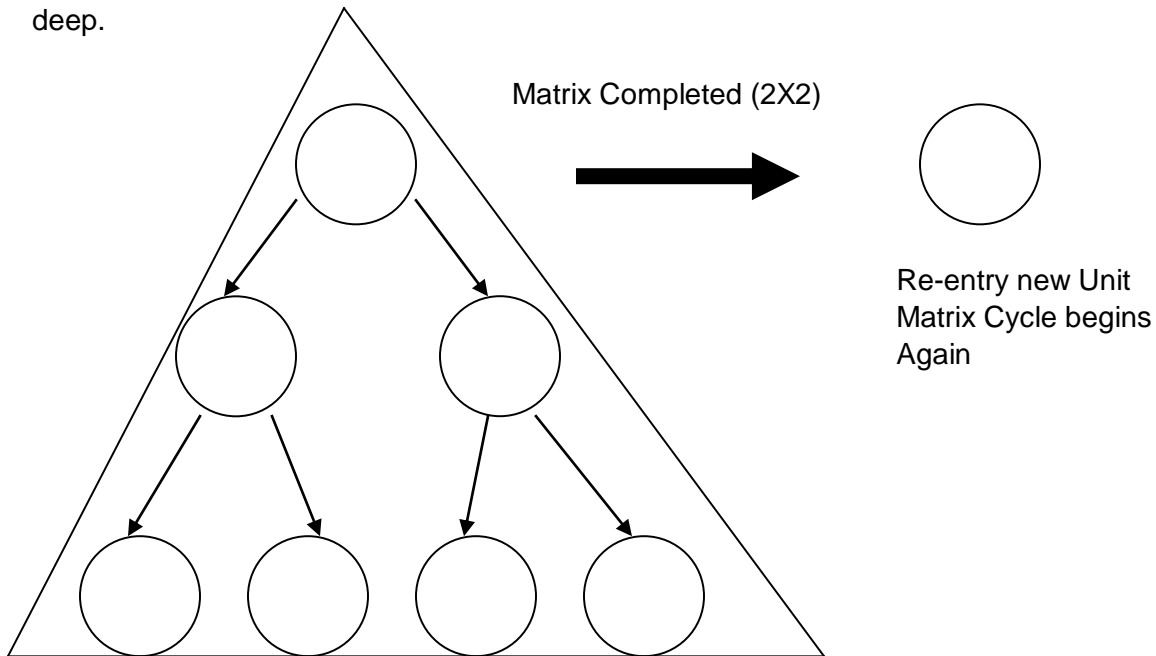 deep.
Matrix Completed (2X2)
Re-entry new Unit
Matrix Cycle begins
Again